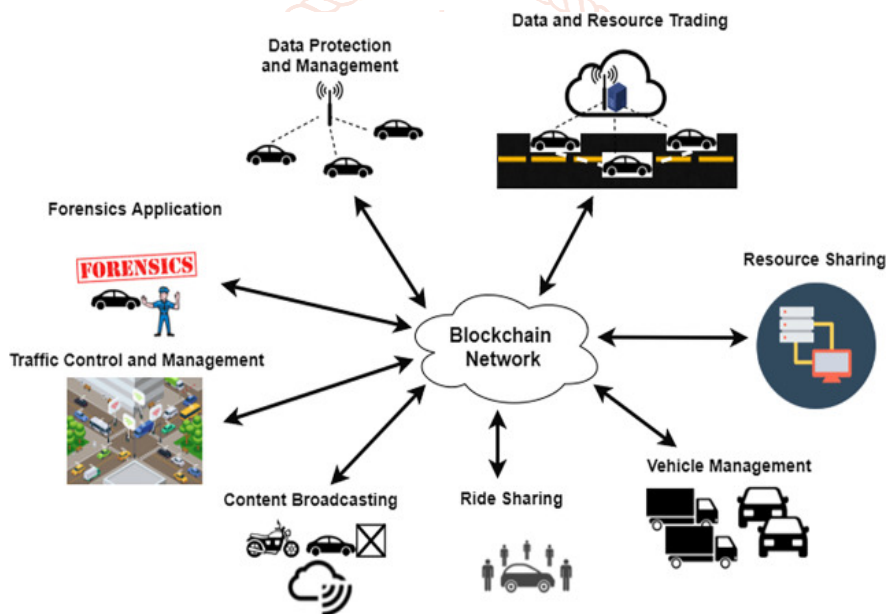 Data and Resource Trading
Data Protection
and Management
Forensics Application
FORENSICS
Resource Sharing
Blockchain
Network
Traffic Control and Management
Vehicle Management
Content Broadcasting
Ride Sharing